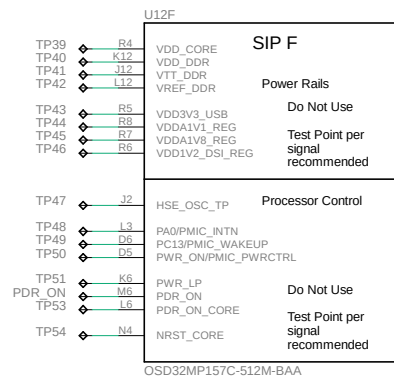 U12F
SIP F
TP39 R4 VDD_CORE
TP40 K12 VDD_DDR
TP41 J12 VTT_DDR
TP42 L12 VREF_DDR
Power Rails
TP43 R5 VDD3V3_USB
Do Not Use
TP44 R8 VDDA1V1_REG
TP45 R7 VDDA1V8_REG
TP46 R6 VDD1V2_DSI_REG
Test Point per
signal
recommended
TP47 J2 HSE_OSC_TP
Processor Control
TP48 L3 PA0/PMIC_INTN
TP49 D6 PC13/PMIC_WAKEUP
TP50 D5 PWR_ON/PMIC_PWRCTRL
TP51 K6 PWR_LP
PDR_ON M6 PDR_ON
Do Not Use
TP53 L6 PDR_ON_CORE
TP54 N4 NRST_CORE
Test Point per
signal
recommended
OSD32MP157C-512M-BAA